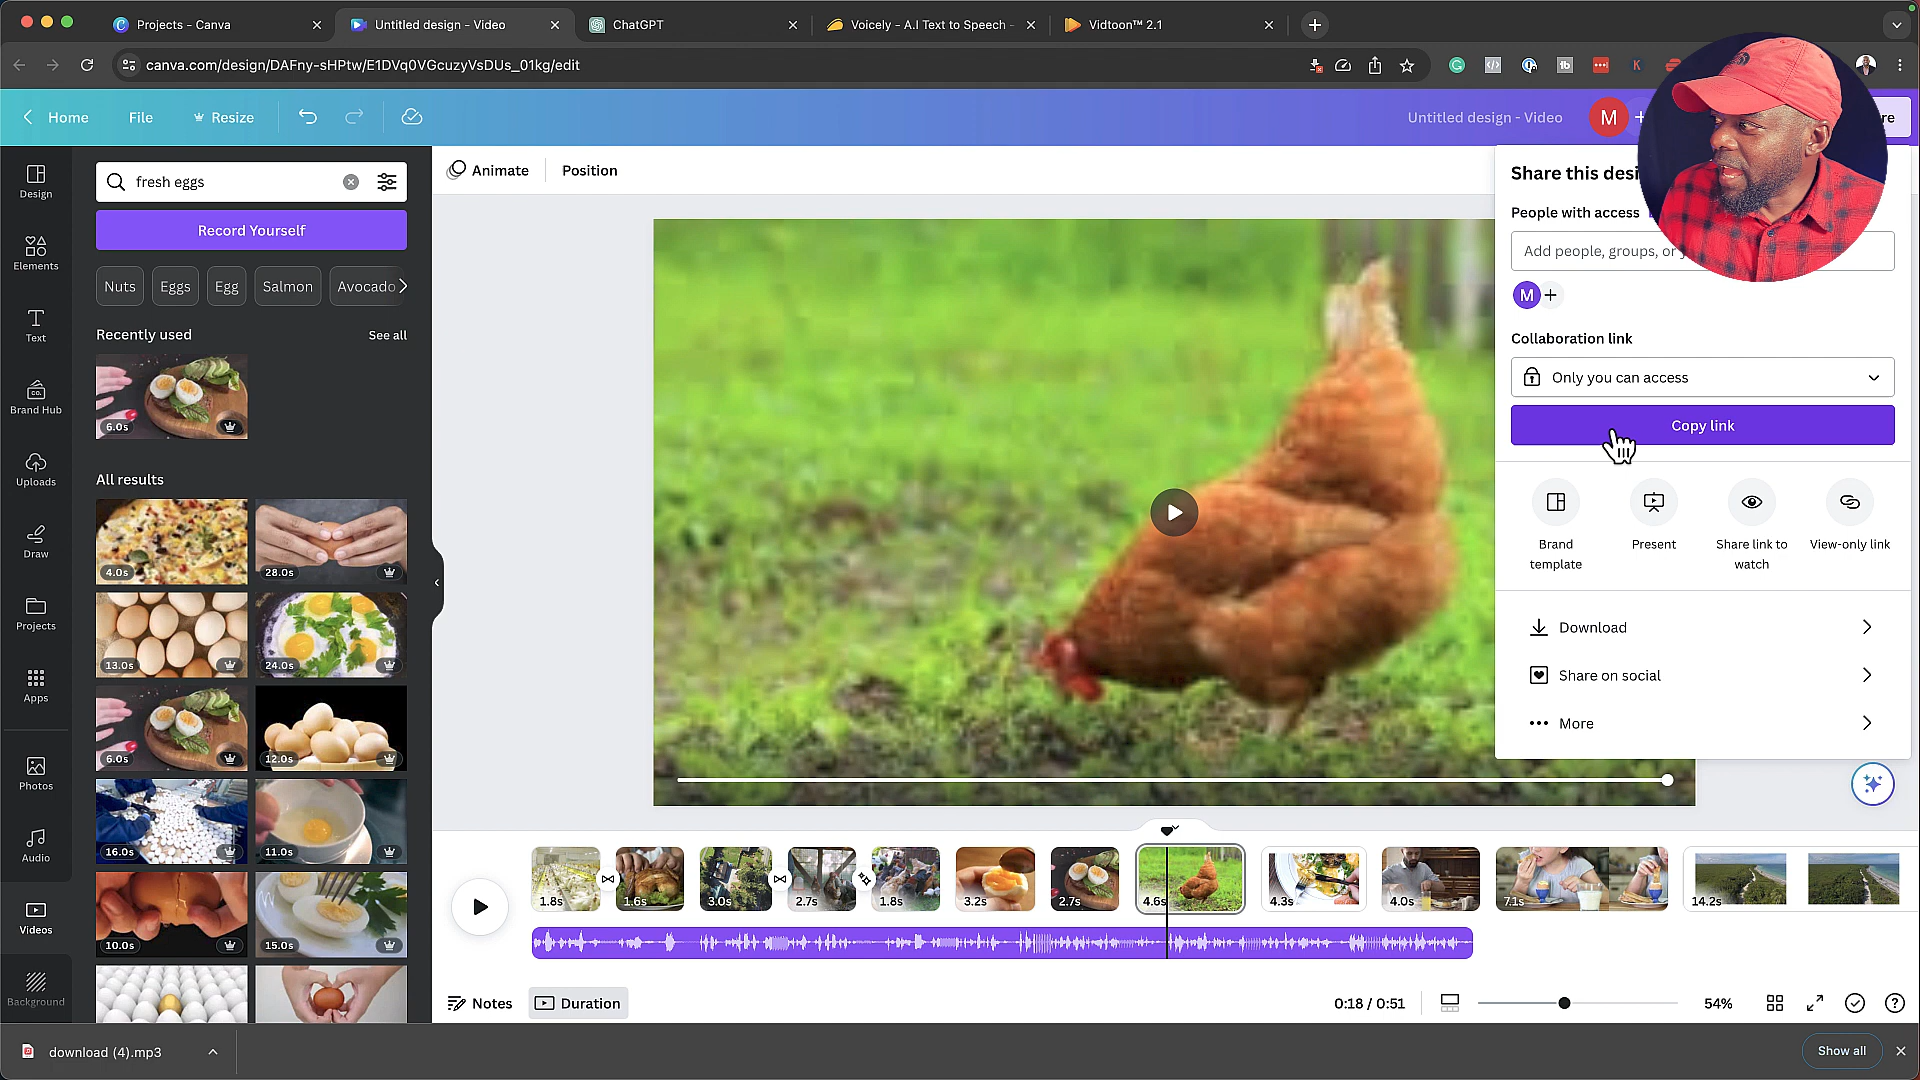 Projects - Canva
Untitled design - Video
ChatGPT
Voicely - A.I Text to Speech -
Vidtoon™ 2.1
canva.com/design/DAFny-sHPtw/E1DVq0VGcuzyVsDUs_01kg/edit
Home
File
Resize
Untitled design - Video
M
+
re
Design
Elements
Text
Brand Hub
Uploads
Draw
Projects
Apps
Photos
Audio
Videos
Background
fresh eggs
Record Yourself
Nuts
Eggs
Egg
Salmon
Avocado
Recently used
See all
6.0s
All results
4.0s
28.0s
13.0s
24.0s
6.0s
12.0s
16.0s
11.0s
10.0s
15.0s
Animate
Position
Share this desi
People with access
Add people, groups, or y
M
Collaboration link
Only you can access
Copy link
Brand template
Present
Share link to watch
View-only link
Download
Share on social
More
1.8s
1.6s
3.0s
2.7s
1.8s
3.2s
2.7s
4.6s
4.3s
4.0s
7.1s
14.2s
Notes
Duration
0:18 / 0:51
54%
download (4).mp3
Show all